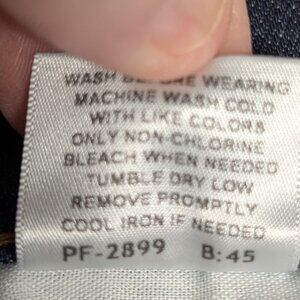 WASH BEFORE WEARING
MACHINE WASH COLD
WITH LIKE COLORS
ONLY NON-CHLORINE
BLEACH WHEN NEEDED
TUMBLE DRY LOW
REMOVE PROMPTLY
COOL IRON IF NEEDED
PF-2899 B:45